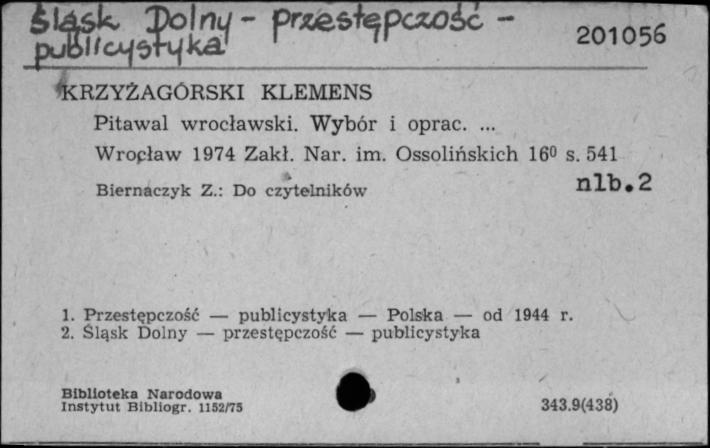 Śląsk Dolny - przestępczość -
publicystyka
201056
KRZYŻAGÓRSKI KLEMENS
Pitawal wrocławski. Wybór i oprac. ...
Wrocław 1974 Zakł. Nar. im. Ossolińskich 16⁰ s. 541
nlb.2
Biernaczyk Z.: Do czytelników
1. Przestępczość — publicystyka — Polska — od 1944 r.
2. Śląsk Dolny — przestępczość — publicystyka
Biblioteka Narodowa
Instytut Bibliogr. 1152/75
343.9(438)